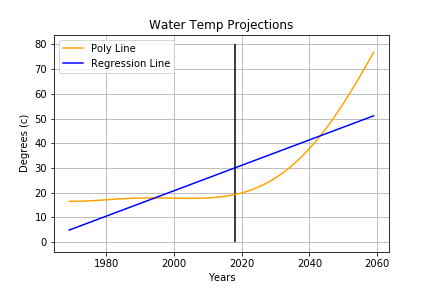 Water Temp Projections
Poly Line
Regression Line
Degrees (c)
80
70
60
50
40
30
20
10
0
1980 2000 2020 2040 2060
Years